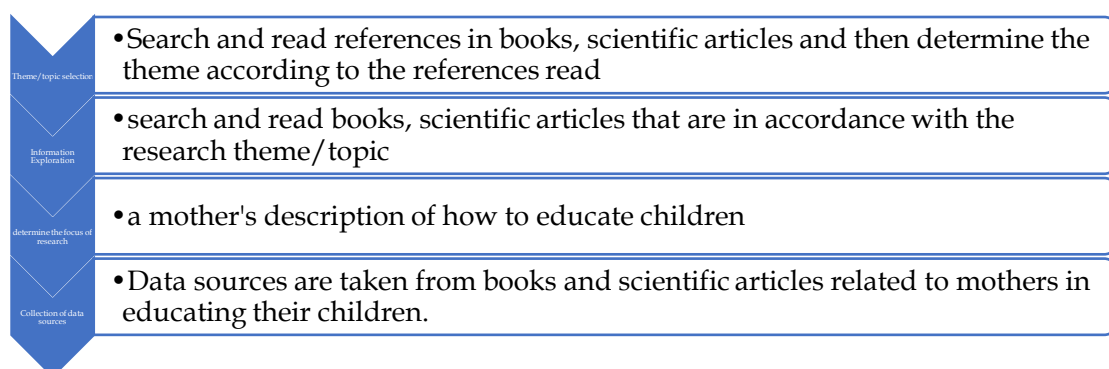 Theme/topic selection
•Search and read references in books, scientific articles and then determine the
theme according to the references read
Information
Exploration
•search and read books, scientific articles that are in accordance with the
research theme/topic
determine the focus of
research
•a mother's description of how to educate children
Collection of data
sources
•Data sources are taken from books and scientific articles related to mothers in
educating their children.